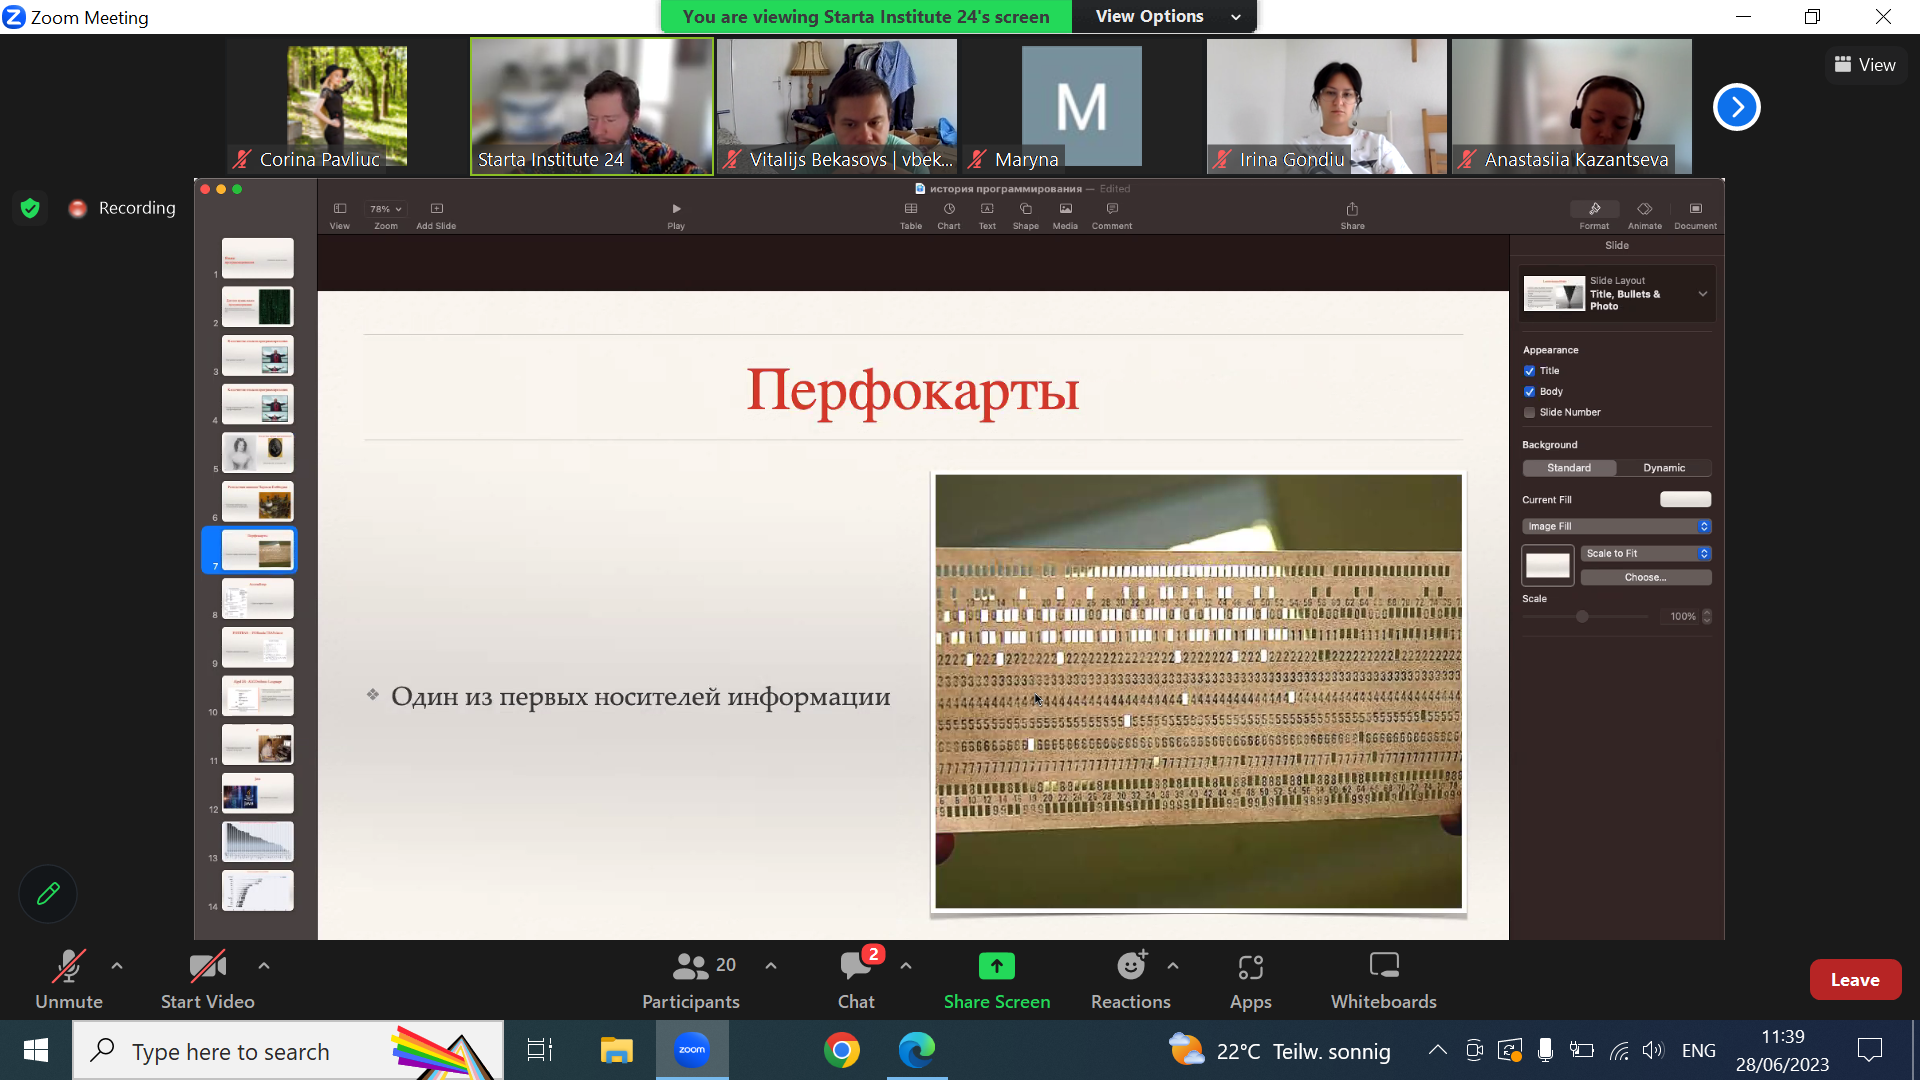 Zoom Meeting
You are viewing Starta Institute 24's screen
View Options
Corina Pavliuc
Starta Institute 24
Vitalijs Bekasovs | vbek...
M
Maryna
Irina Gondiu
Anastasiia Kazantseva
View
Recording
история программирования — Edited
View
78%
Zoom
Add Slide
Play
Table
Chart
Text
Shape
Media
Comment
Share
Format
Animate
Document
1
2
3
4
5
6
7
8
9
10
11
12
13
14
Перфокарты
Один из первых носителей информации
Slide
Slide Layout
Title, Bullets &
Photo
Appearance
Title
Body
Slide Number
Background
Standard
Dynamic
Current Fill
Image Fill
Scale to Fit
Choose...
Scale
100%
Unmute
Start Video
20
Participants
2
Chat
Share Screen
Reactions
Apps
Whiteboards
Leave
Type here to search
zoom
22°C Teilw. sonnig
ENG
11:39
28/06/2023